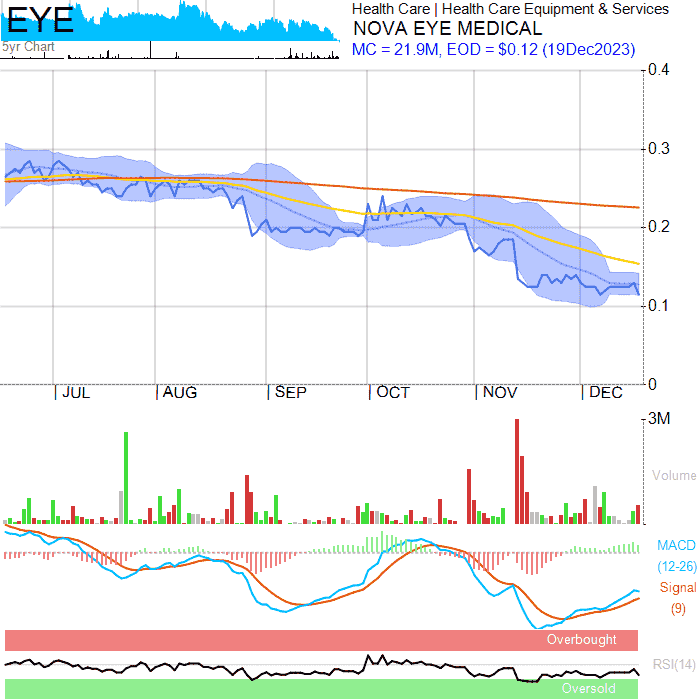 EYE
5yr Chart
Health Care | Health Care Equipment & Services
NOVA EYE MEDICAL
MC = 21.9M, EOD = $0.12 (19Dec2023)
0.4
0.3
0.2
0.1
0
JUL AUG SEP OCT NOV DEC
3M
Volume
MACD
(12-26)
Signal
(9)
Overbought
RSI(14)
Oversold